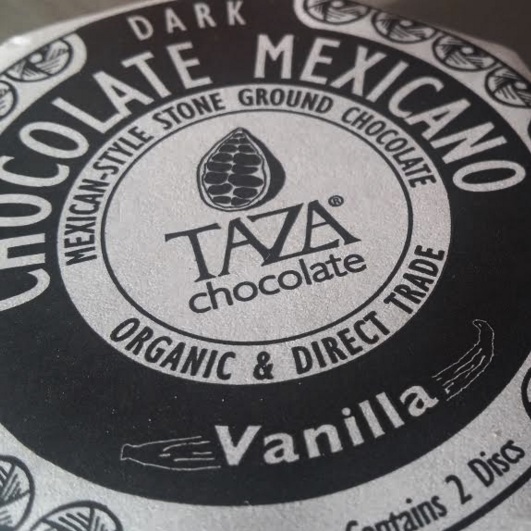 DARK
CHOCOLATE MEXICANO
MEXICAN-STYLE STONE GROUND CHOCOLATE
TAZA®
chocolate
ORGANIC & DIRECT TRADE
Vanilla
Contains 2 Discs